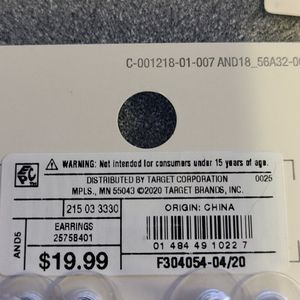 C-001218-01-007 AND18_56A32-0
WARNING: Not intended for consumers under 15 years of age.
DISTRIBUTED BY TARGET CORPORATION
0025
MPLS., MN 55043 ©2020 TARGET BRANDS, INC.
215 03 3330
ORIGIN: CHINA
AND5
EARRINGS
25758401
01 484 49 1022 7
$19.99
F304054-04/20